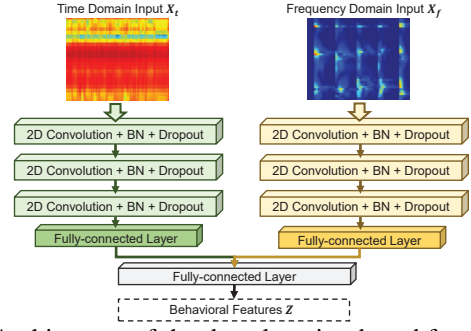 Time Domain Input X_t
Frequency Domain Input X_f
2D Convolution + BN + Dropout
2D Convolution + BN + Dropout
2D Convolution + BN + Dropout
2D Convolution + BN + Dropout
2D Convolution + BN + Dropout
2D Convolution + BN + Dropout
Fully-connected Layer
Fully-connected Layer
Fully-connected Layer
Behavioral Features Z